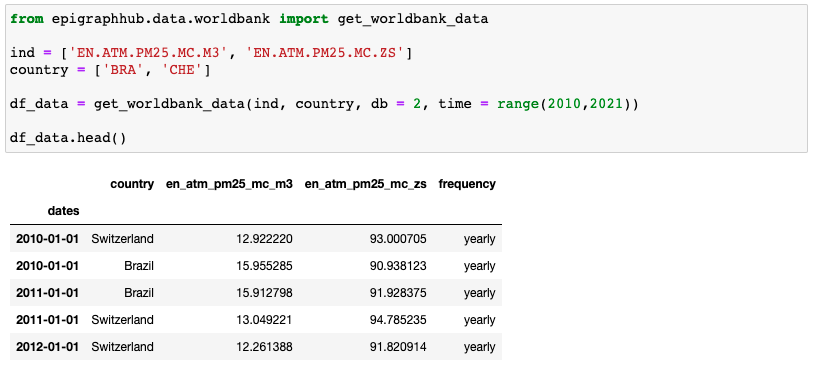 from epigraphhub.data.worldbank import get_worldbank_data
ind = ['EN.ATM.PM25.MC.M3', 'EN.ATM.PM25.MC.ZS']
country = ['BRA', 'CHE']
df_data = get_worldbank_data(ind, country, db = 2, time = range(2010,2021))
df_data.head()
country en_atm_pm25_mc_m3 en_atm_pm25_mc_zs frequency
dates
2010-01-01 Switzerland 12.922220 93.000705 yearly
2010-01-01 Brazil 15.955285 90.938123 yearly
2011-01-01 Brazil 15.912798 91.928375 yearly
2011-01-01 Switzerland 13.049221 94.785235 yearly
2012-01-01 Switzerland 12.261388 91.820914 yearly